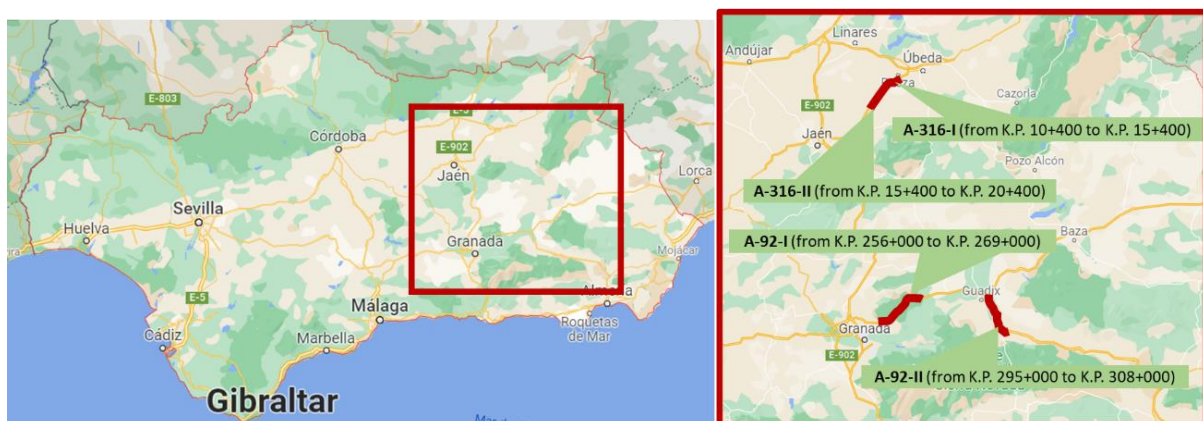 E-803
Córdoba
E-5
E-902
Jaén
Lorca
Huelva
Sevilla
Granada
Mojácar
E-5
Málaga
Almería
Roquetas
de Mar
Cádiz
Marbella
Gibraltar
Linares
Andújar
Úbeda
Baeza
Cazorla
E-902
A-316-I (from K.P. 10+400 to K.P. 15+400)
Jaén
Pozo Alcón
A-316-II (from K.P. 15+400 to K.P. 20+400)
A-92-I (from K.P. 256+000 to K.P. 269+000)
Baza
Guadix
Granada
E-902
A-92-II (from K.P. 295+000 to K.P. 308+000)